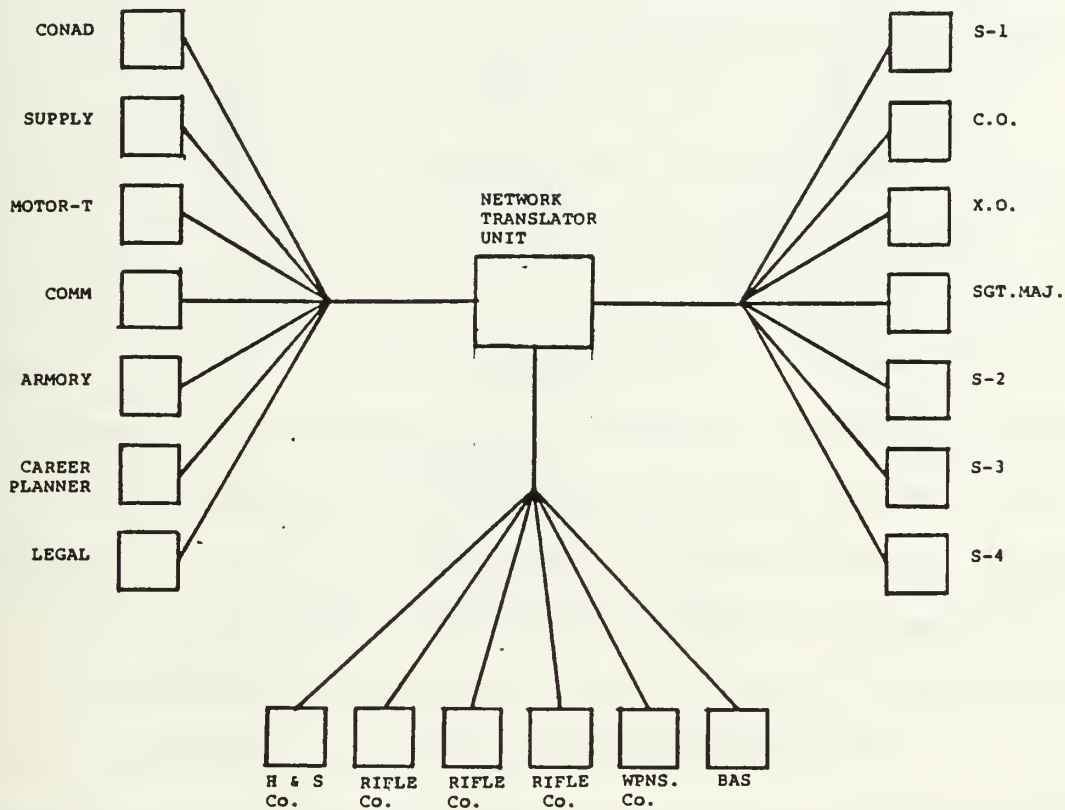 CONAD
SUPPLY
MOTOR-T
COMM
ARMORY
CAREER
PLANNER
LEGAL
NETWORK
TRANSLATOR
UNIT
S-1
C.O.
X.O.
SGT.MAJ.
S-2
S-3
S-4
H & S
Co.
RIFLE
Co.
RIFLE
Co.
RIFLE
Co.
WPNS.
Co.
BAS